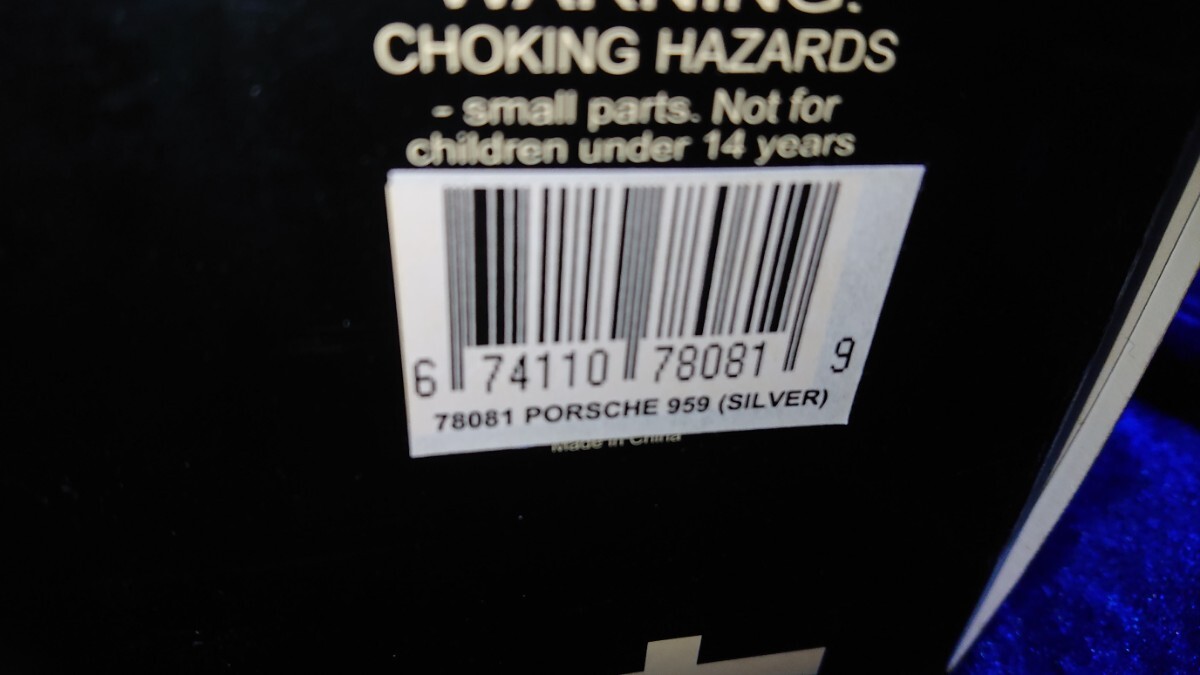 WARNING:
CHOKING HAZARDS
- small parts. Not for
children under 14 years
6 74110 78081 9
78081 PORSCHE 959 (SILVER)
Made in China